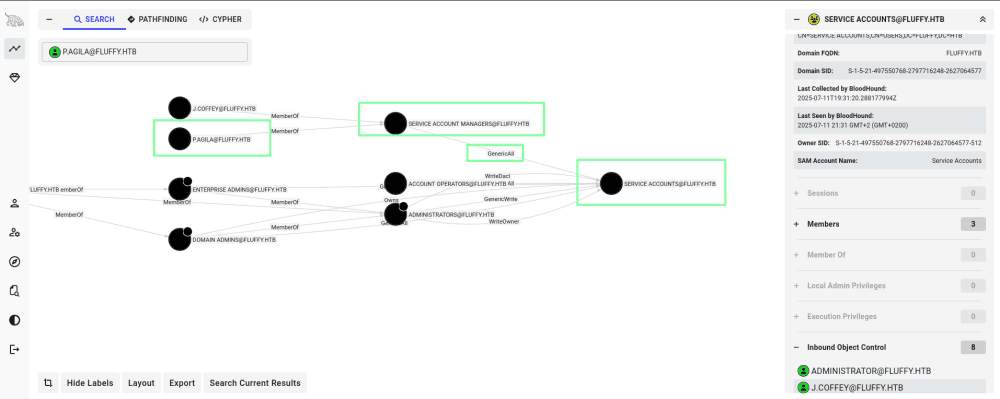 SEARCH
PATHFINDING
CYPHER
P.AGILA@FLUFFY.HTB
J.COFFEY@FLUFFY.HTB
MemberOf
P.AGILA@FLUFFY.HTB
MemberOf
SERVICE ACCOUNT MANAGERS@FLUFFY.HTB
GenericAll
WriteDacl
LUFFY.HTB emberOf
ENTERPRISE ADMINS@FLUFFY.HTB
ACCOUNT OPERATORS@FLUFFY.HTB All
SERVICE ACCOUNTS@FLUFFY.HTB
MemberOf
MemberOf
Owns
GenericWrite
MemberOf
ADMINISTRATORS@FLUFFY.HTB
WriteOwner
MemberOf
DOMAIN ADMINS@FLUFFY.HTB
Hide Labels
Layout
Export
Search Current Results
SERVICE ACCOUNTS@FLUFFY.HTB
CN=SERVICE ACCOUNTS,CN=USERS,DC=FLUFFY,DC=HTB
Domain FQDN: FLUFFY.HTB
Domain SID: S-1-5-21-497550768-2797716248-2627064577
Last Collected by BloodHound:
2025-07-11T19:31:20.288177994Z
Last Seen by BloodHound:
2025-07-11 21:31 GMT+2 (GMT+0200)
Owner SID: S-1-5-21-497550768-2797716248-2627064577-512
SAM Account Name: Service Accounts
Sessions 0
Members 3
Member Of 0
Local Admin Privileges 0
Execution Privileges 0
Inbound Object Control 8
ADMINISTRATOR@FLUFFY.HTB
J.COFFEY@FLUFFY.HTB